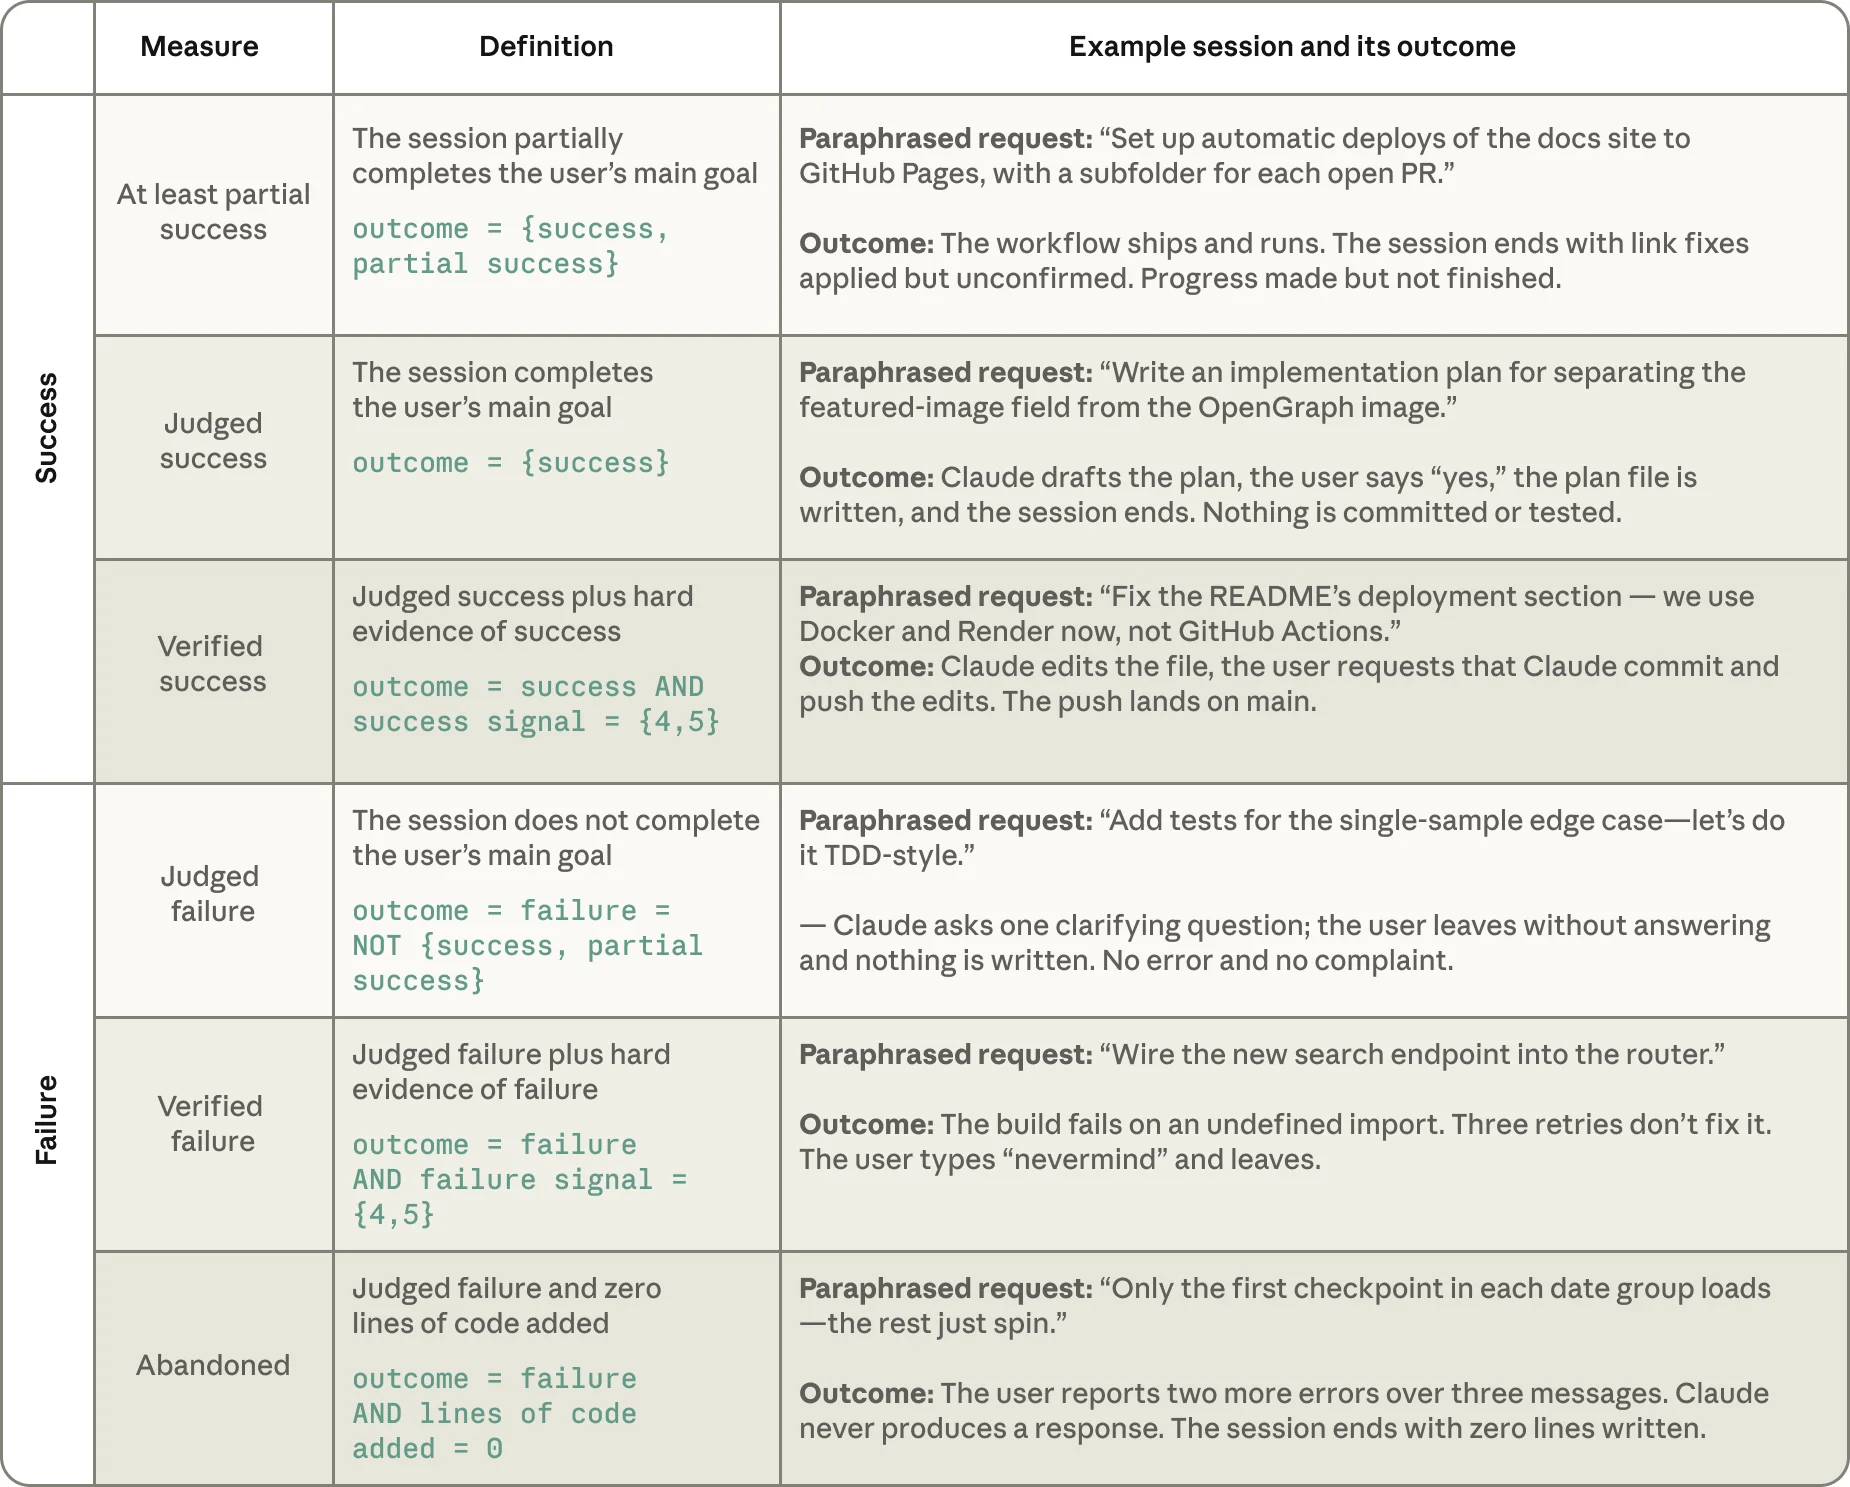 Measure
Definition
Example session and its outcome
Success
At least partial
success
The session partially
completes the user’s main goal
outcome = {success,
partial success}
Paraphrased request: “Set up automatic deploys of the docs site to
GitHub Pages, with a subfolder for each open PR.”
Outcome: The workflow ships and runs. The session ends with link fixes
applied but unconfirmed. Progress made but not finished.
Judged
success
The session completes
the user’s main goal
outcome = {success}
Paraphrased request: “Write an implementation plan for separating the
featured-image field from the OpenGraph image.”
Outcome: Claude drafts the plan, the user says “yes,” the plan file is
written, and the session ends. Nothing is committed or tested.
Verified
success
Judged success plus hard
evidence of success
outcome = success AND
success signal = {4,5}
Paraphrased request: “Fix the README’s deployment section — we use
Docker and Render now, not GitHub Actions.”
Outcome: Claude edits the file, the user requests that Claude commit and
push the edits. The push lands on main.
Failure
Judged
failure
The session does not complete
the user’s main goal
outcome = failure =
NOT {success, partial
success}
Paraphrased request: “Add tests for the single-sample edge case—let’s do
it TDD-style.”
— Claude asks one clarifying question; the user leaves without answering
and nothing is written. No error and no complaint.
Verified
failure
Judged failure plus hard
evidence of failure
outcome = failure
AND failure signal =
{4,5}
Paraphrased request: “Wire the new search endpoint into the router.”
Outcome: The build fails on an undefined import. Three retries don’t fix it.
The user types “nevermind” and leaves.
Abandoned
Judged failure and zero
lines of code added
outcome = failure
AND lines of code
added = 0
Paraphrased request: “Only the first checkpoint in each date group loads
—the rest just spin.”
Outcome: The user reports two more errors over three messages. Claude
never produces a response. The session ends with zero lines written.